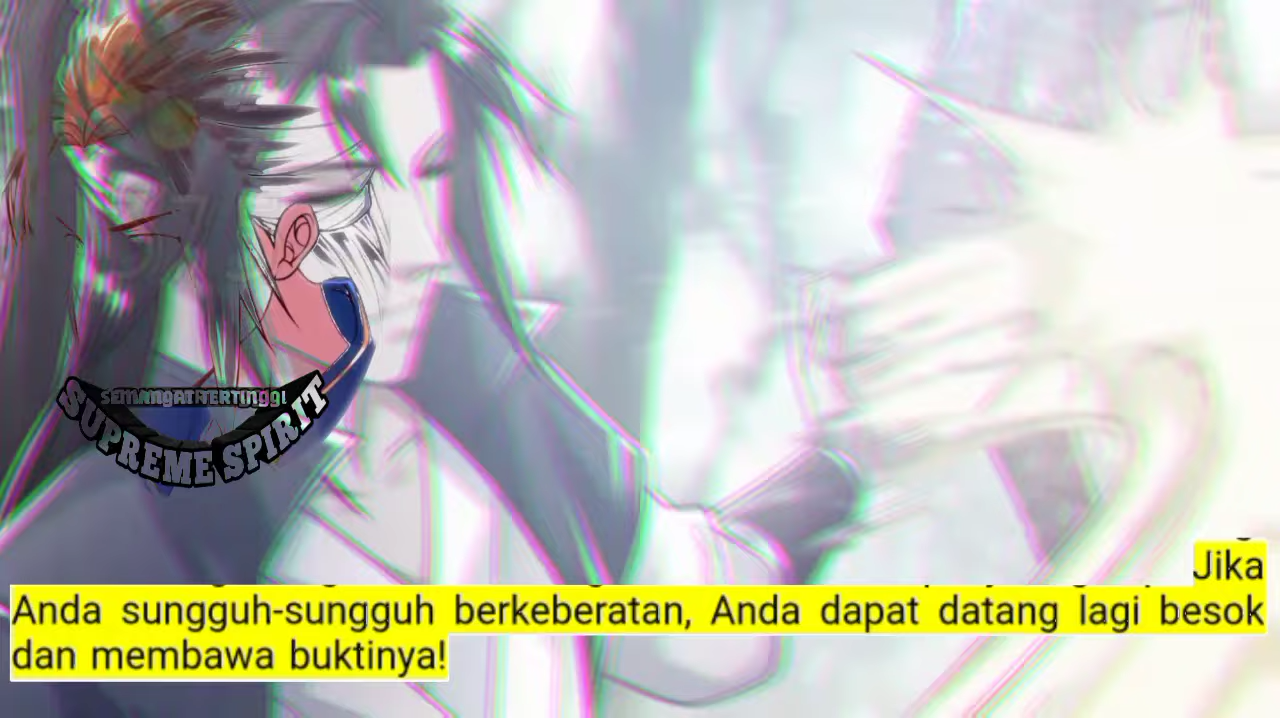 SEMANGAT TERTINGGI
SUPREME SPIRIT
Jika
Anda sungguh-sungguh berkeberatan, Anda dapat datang lagi besok
dan membawa buktinya!